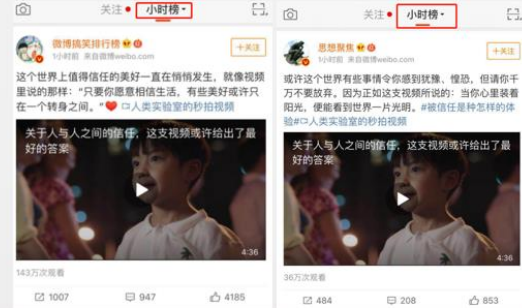 关注 小时榜
微博搞笑排行榜
1小时前 来自微博weibo.com
+关注
这个世界上值得信任的美好一直在悄悄发生，就像视频
里说的那样：“只要你愿意相信生活，有些美好或许只
在一个转身之间。”❤ 人类实验室的秒拍视频
关于人与人之间的信任，这支视频或许给出了最
好的答案
4:36
143万次观看
1007 947 4185
关注 小时榜
思想聚焦
1小时前 来自微博weibo.com
+关注
或许这个世界有些事情令你感到犹豫，惶恐，但请你千
万不要放弃。因为正如这支视频所说的：当你心里装着
阳光，便能看到世界一片光明。#被信任是种怎样的体
验#人类实验室的秒拍视频
关于人与人之间的信任，这支视频或许给出了最
好的答案
4:36
36万次观看
484 208 853